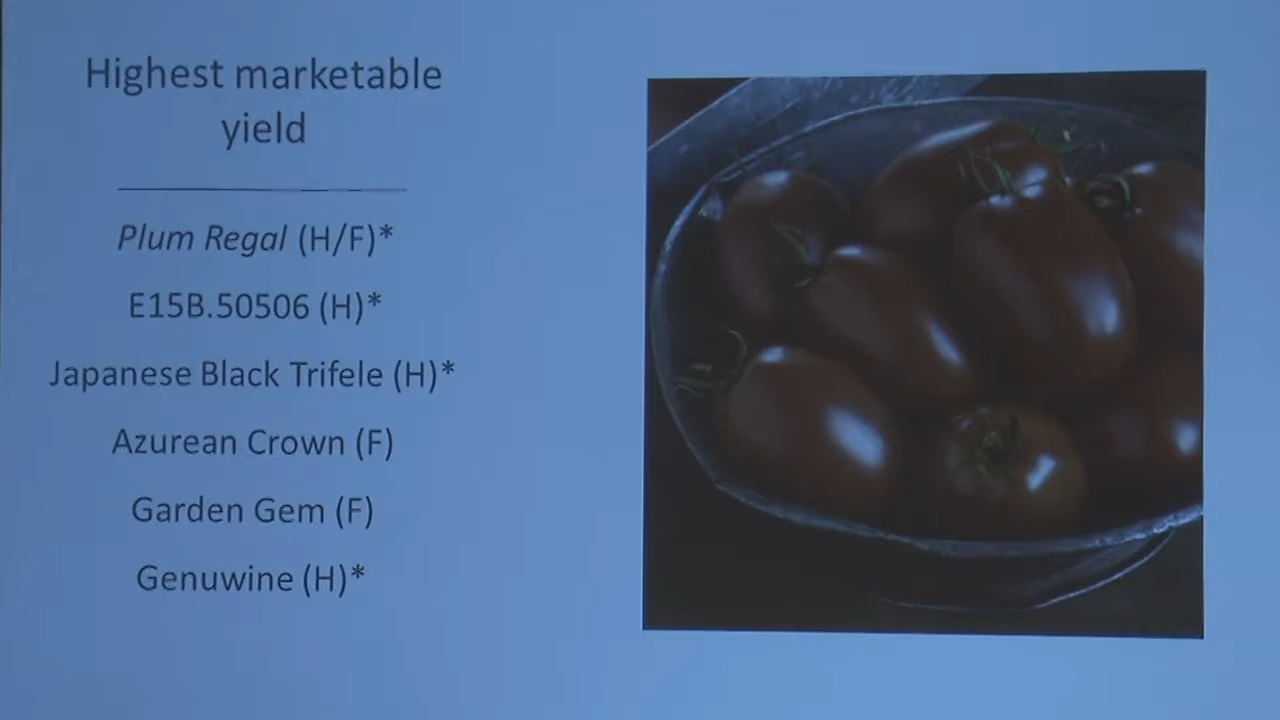 Highest marketable
yield
Plum Regal (H/F)*
E15B.50506 (H)*
Japanese Black Trifele (H)*
Azurean Crown (F)
Garden Gem (F)
Genuwine (H)*